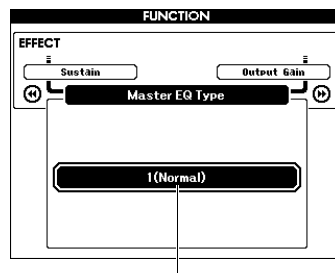 FUNCTION
EFFECT
Sustain
Output Gain
Master EQ Type
1(Normal)